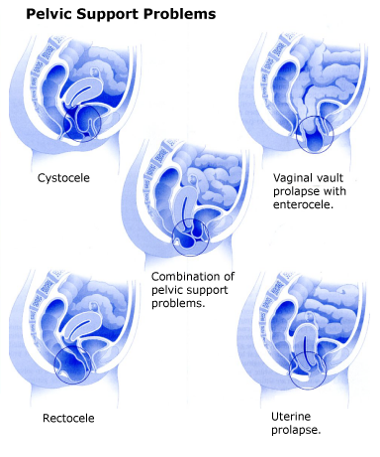 Pelvic Support Problems
Cystocele
Vaginal vault
prolapse with
enterocele.
Combination of
pelvic support
problems.
Rectocele
Uterine
prolapse.